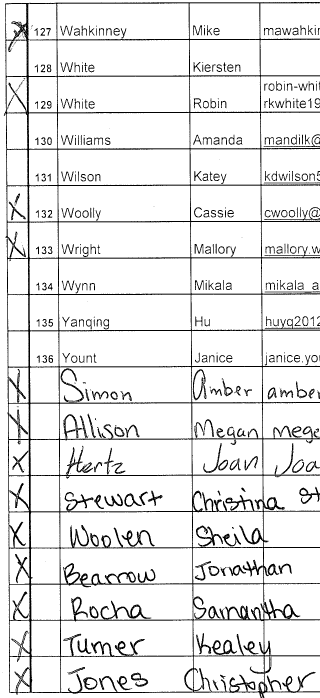 X 127 Wahkinney Mike mawahkin
128 White Kiersten
robin-whit
X 129 White Robin rkwhite19
130 Williams Amanda mandilk@
131 Wilson Katey kdwilson5
X 132 Woolly Cassie cwoolly@
X 133 Wright Mallory mallory.w
134 Wynn Mikala mikala_a
135 Yanqing Hu huyq2012
136 Yount Janice janice.you
X Simon Amber amber
X Allison Megan mega
X Hertz Joan Joa
X Stewart Christina St
X Woolen Sheila
X Bearrow Jonathan
X Rocha Samantha
X Turner Kealey
X Jones Christopher